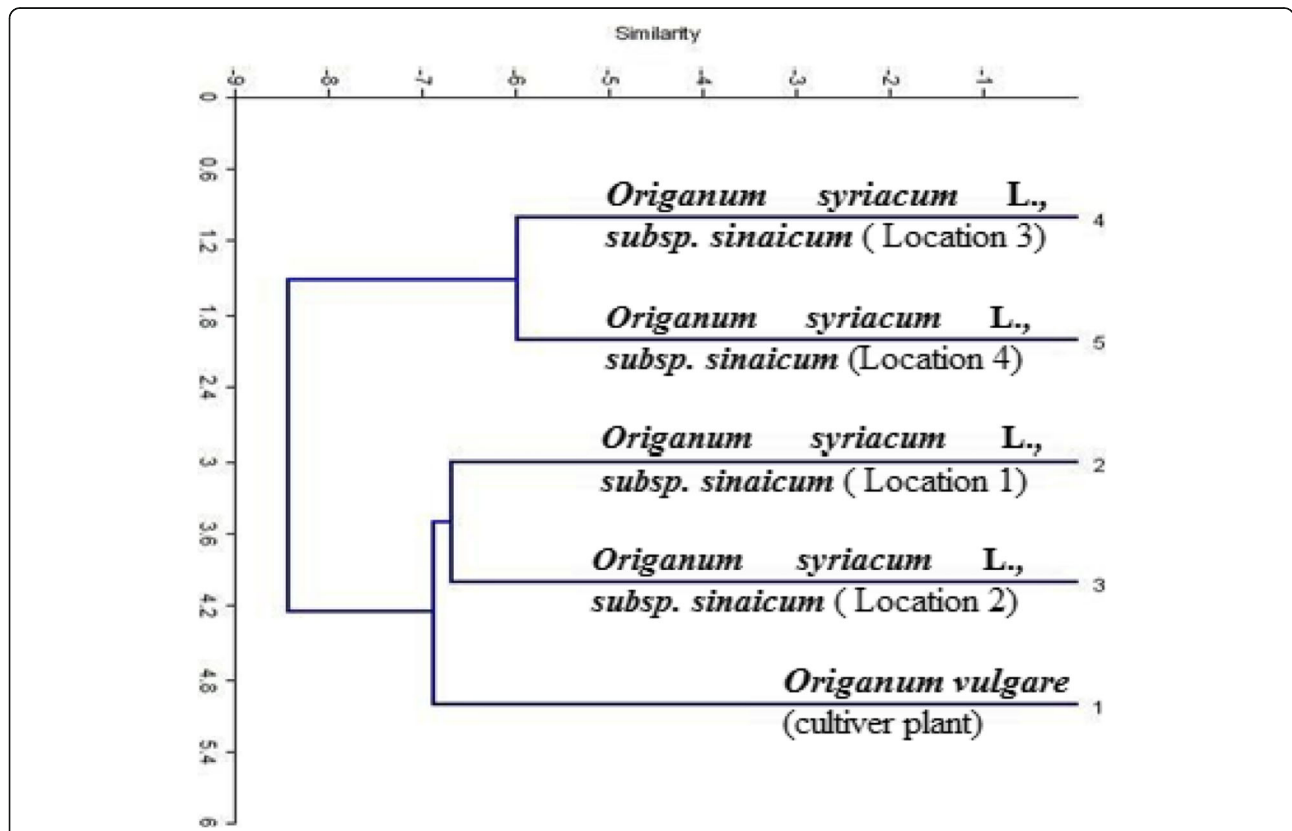 Similarity
-9 -8 -7 -6 -5 -4 -3 -2 -1
0
0.6
Origanum syriacum L.,
4
1.2
subsp. sinaicum ( Location 3)
1.8
Origanum syriacum L.,
5
subsp. sinaicum (Location 4)
2.4
Origanum syriacum L.,
3
2
subsp. sinaicum ( Location 1)
3.6
Origanum syriacum L.,
3
4.2
subsp. sinaicum ( Location 2)
4.8
Origanum vulgare
1
(cultiver plant)
5.4
6